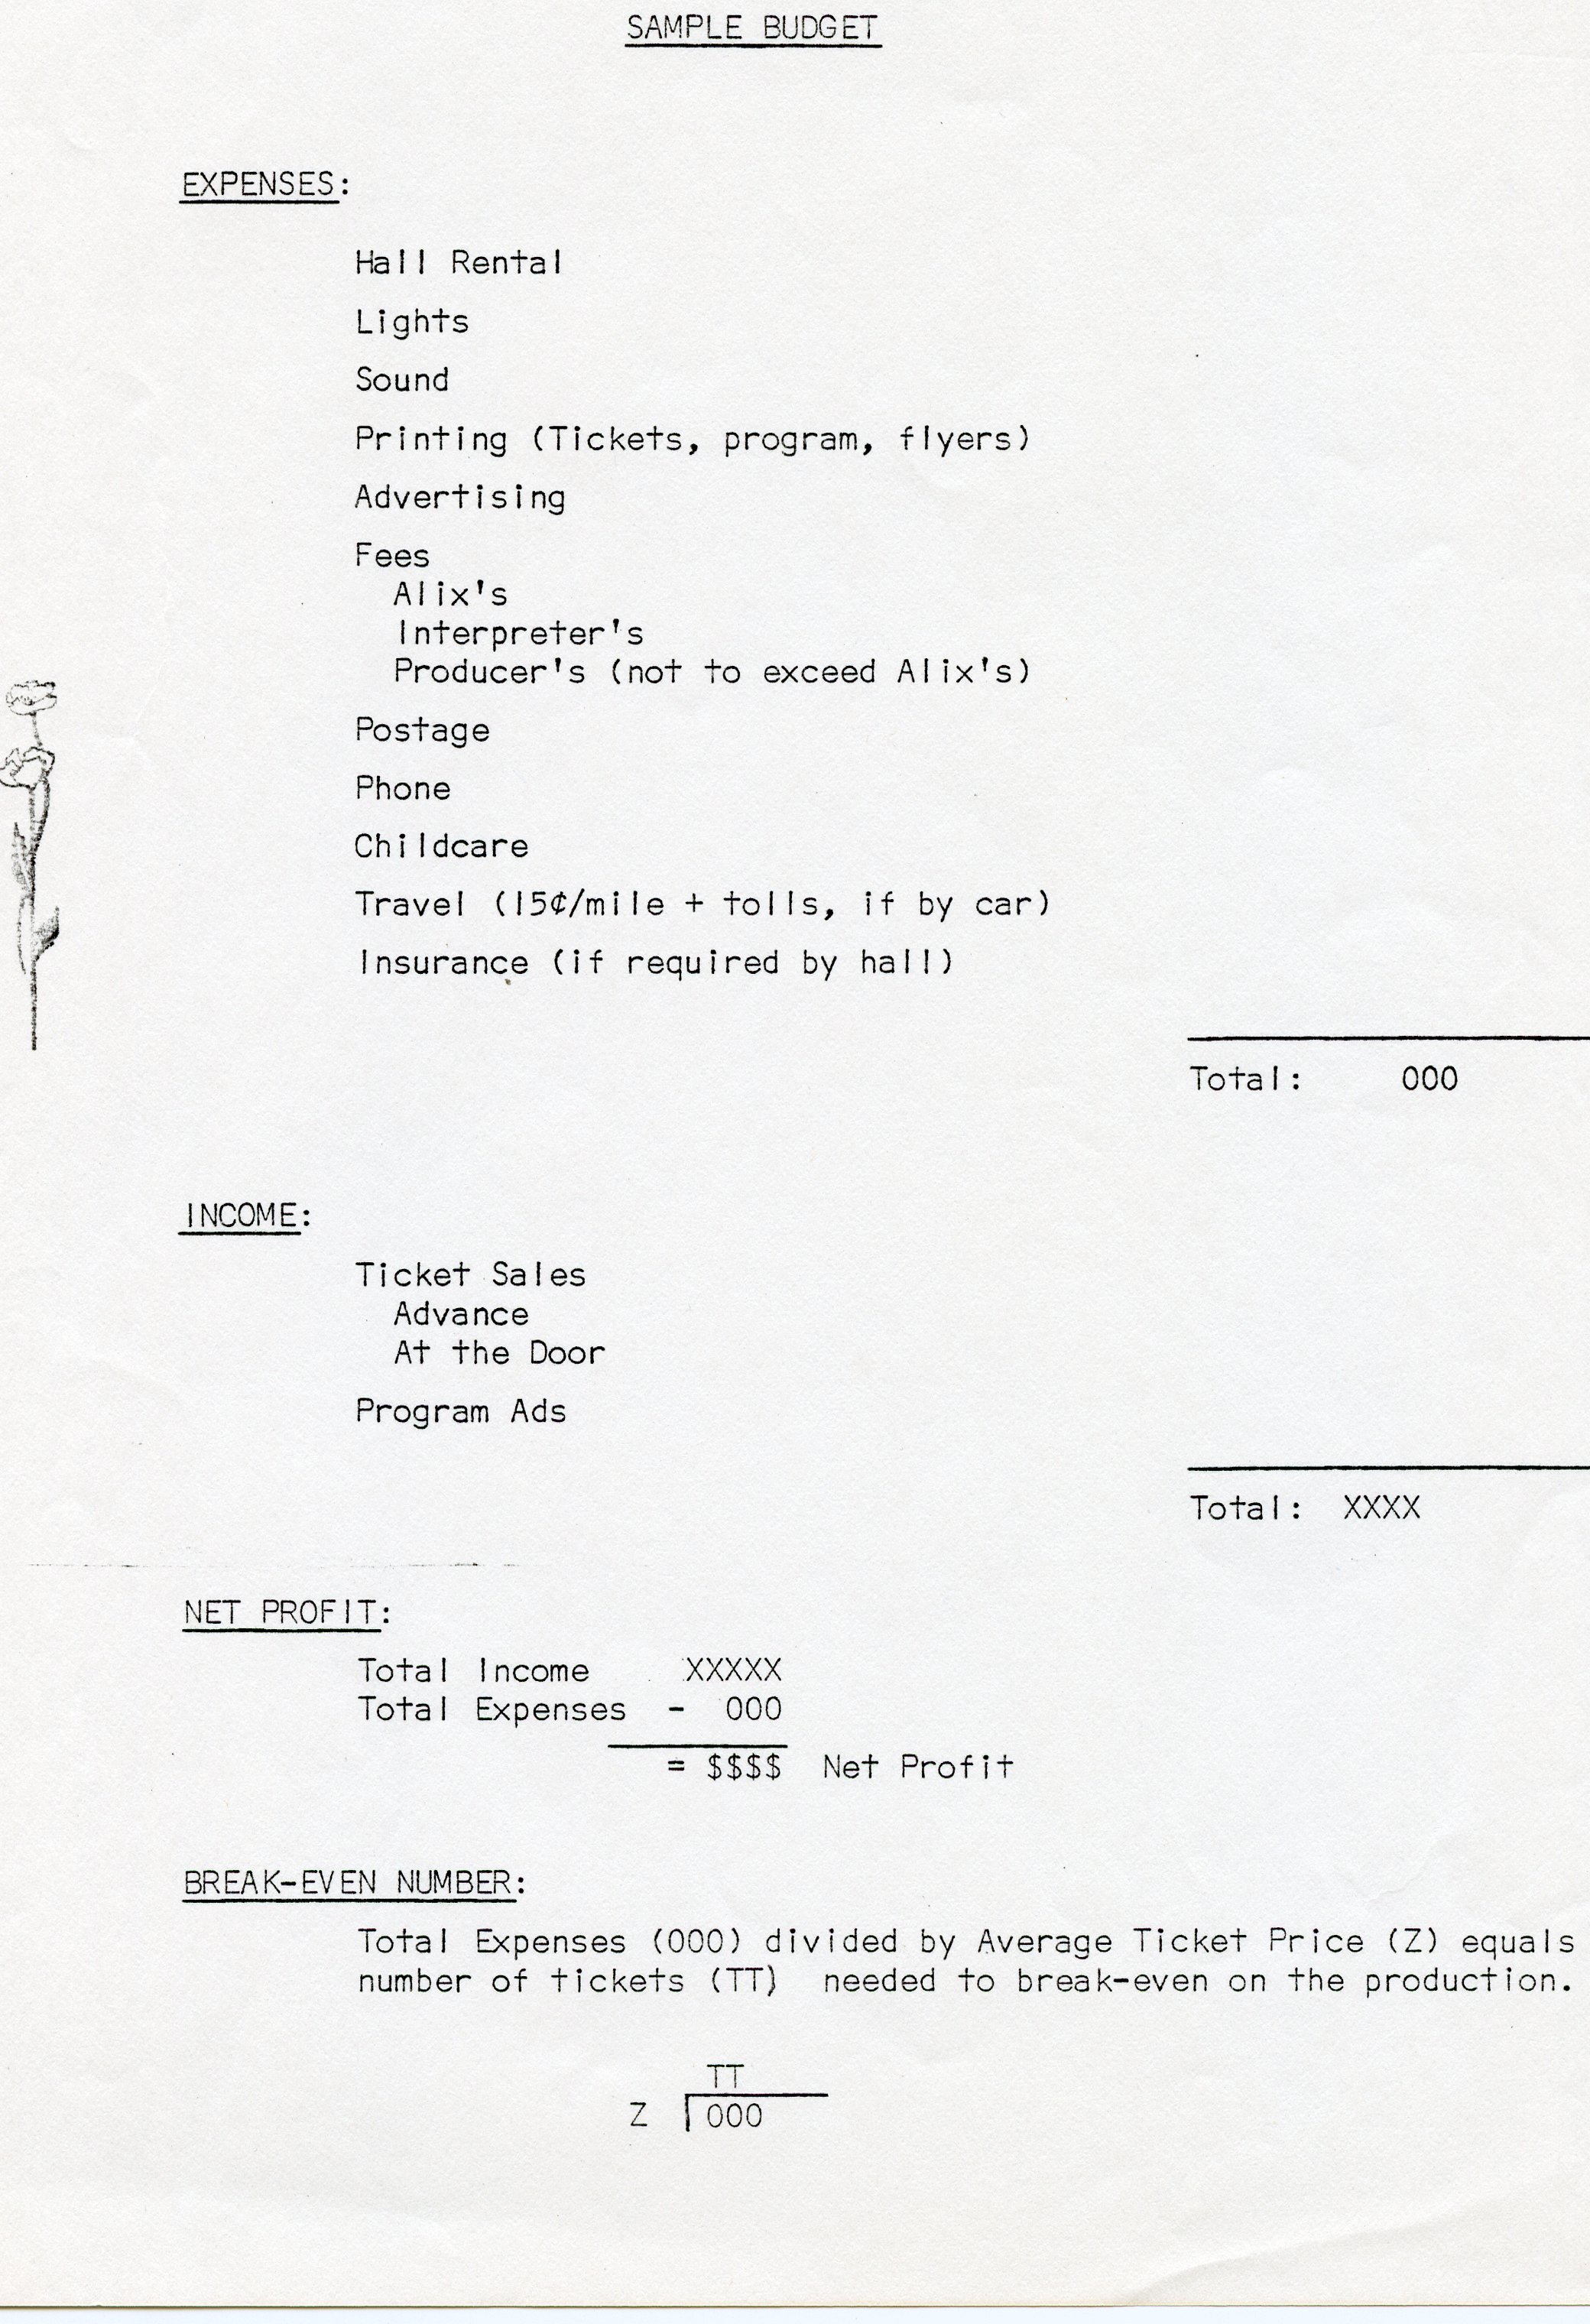 SAMPLE BUDGET
EXPENSES:
Hall Rental
Lights
Sound
Printing (Tickets, program, flyers)
Advertising
Fees
Alix's
Interpreter's
Producer's (not to exceed Alix's)
Postage
Phone
Childcare
Travel (15¢/mile + tolls, if by car)
Insurance (if required by hall)
Total: 000
INCOME:
Ticket Sales
Advance
At the Door
Program Ads
Total: XXXX
NET PROFIT:
Total Income XXXXX
Total Expenses - 000
= $$$$ Net Profit
BREAK-EVEN NUMBER:
Total Expenses (000) divided by Average Ticket Price (Z) equals
number of tickets (TT) needed to break-even on the production.
TT
Z 000